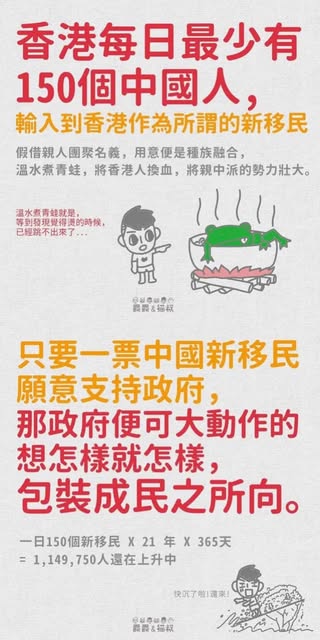 香港每日最少有
150個中國人，
輸入到香港作為所謂的新移民
假借親人團聚名義，用意便是種族融合，
溫水煮青蛙，將香港人換血，將親中派的勢力壯大。
溫水煮青蛙就是，
等到發現覺得燙的時候，
已經跳不出來了...
爵爵&猫叔
只要一票中國新移民
願意支持政府，
那政府便可大動作的
想怎樣就怎樣，
包裝成民之所向。
一日150個新移民 X 21 年 X 365天
= 1,149,750人還在上升中
快沉了啦!還來!
爵爵&猫叔